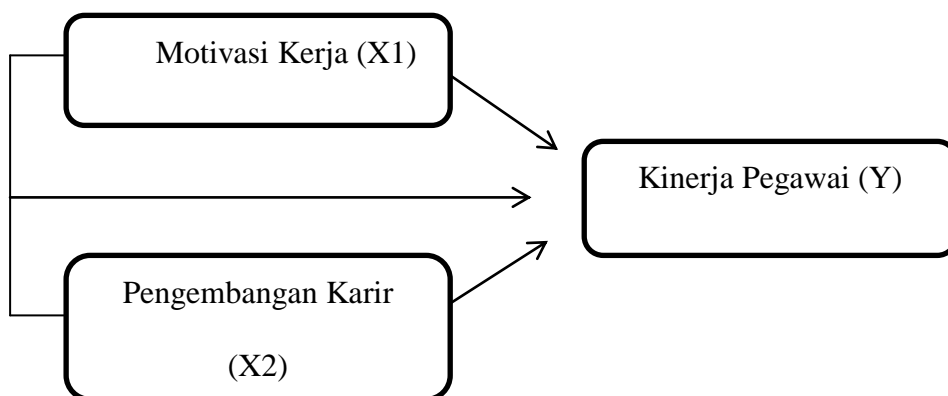 Motivasi Kerja (X1)
Kinerja Pegawai (Y)
Pengembangan Karir
(X2)